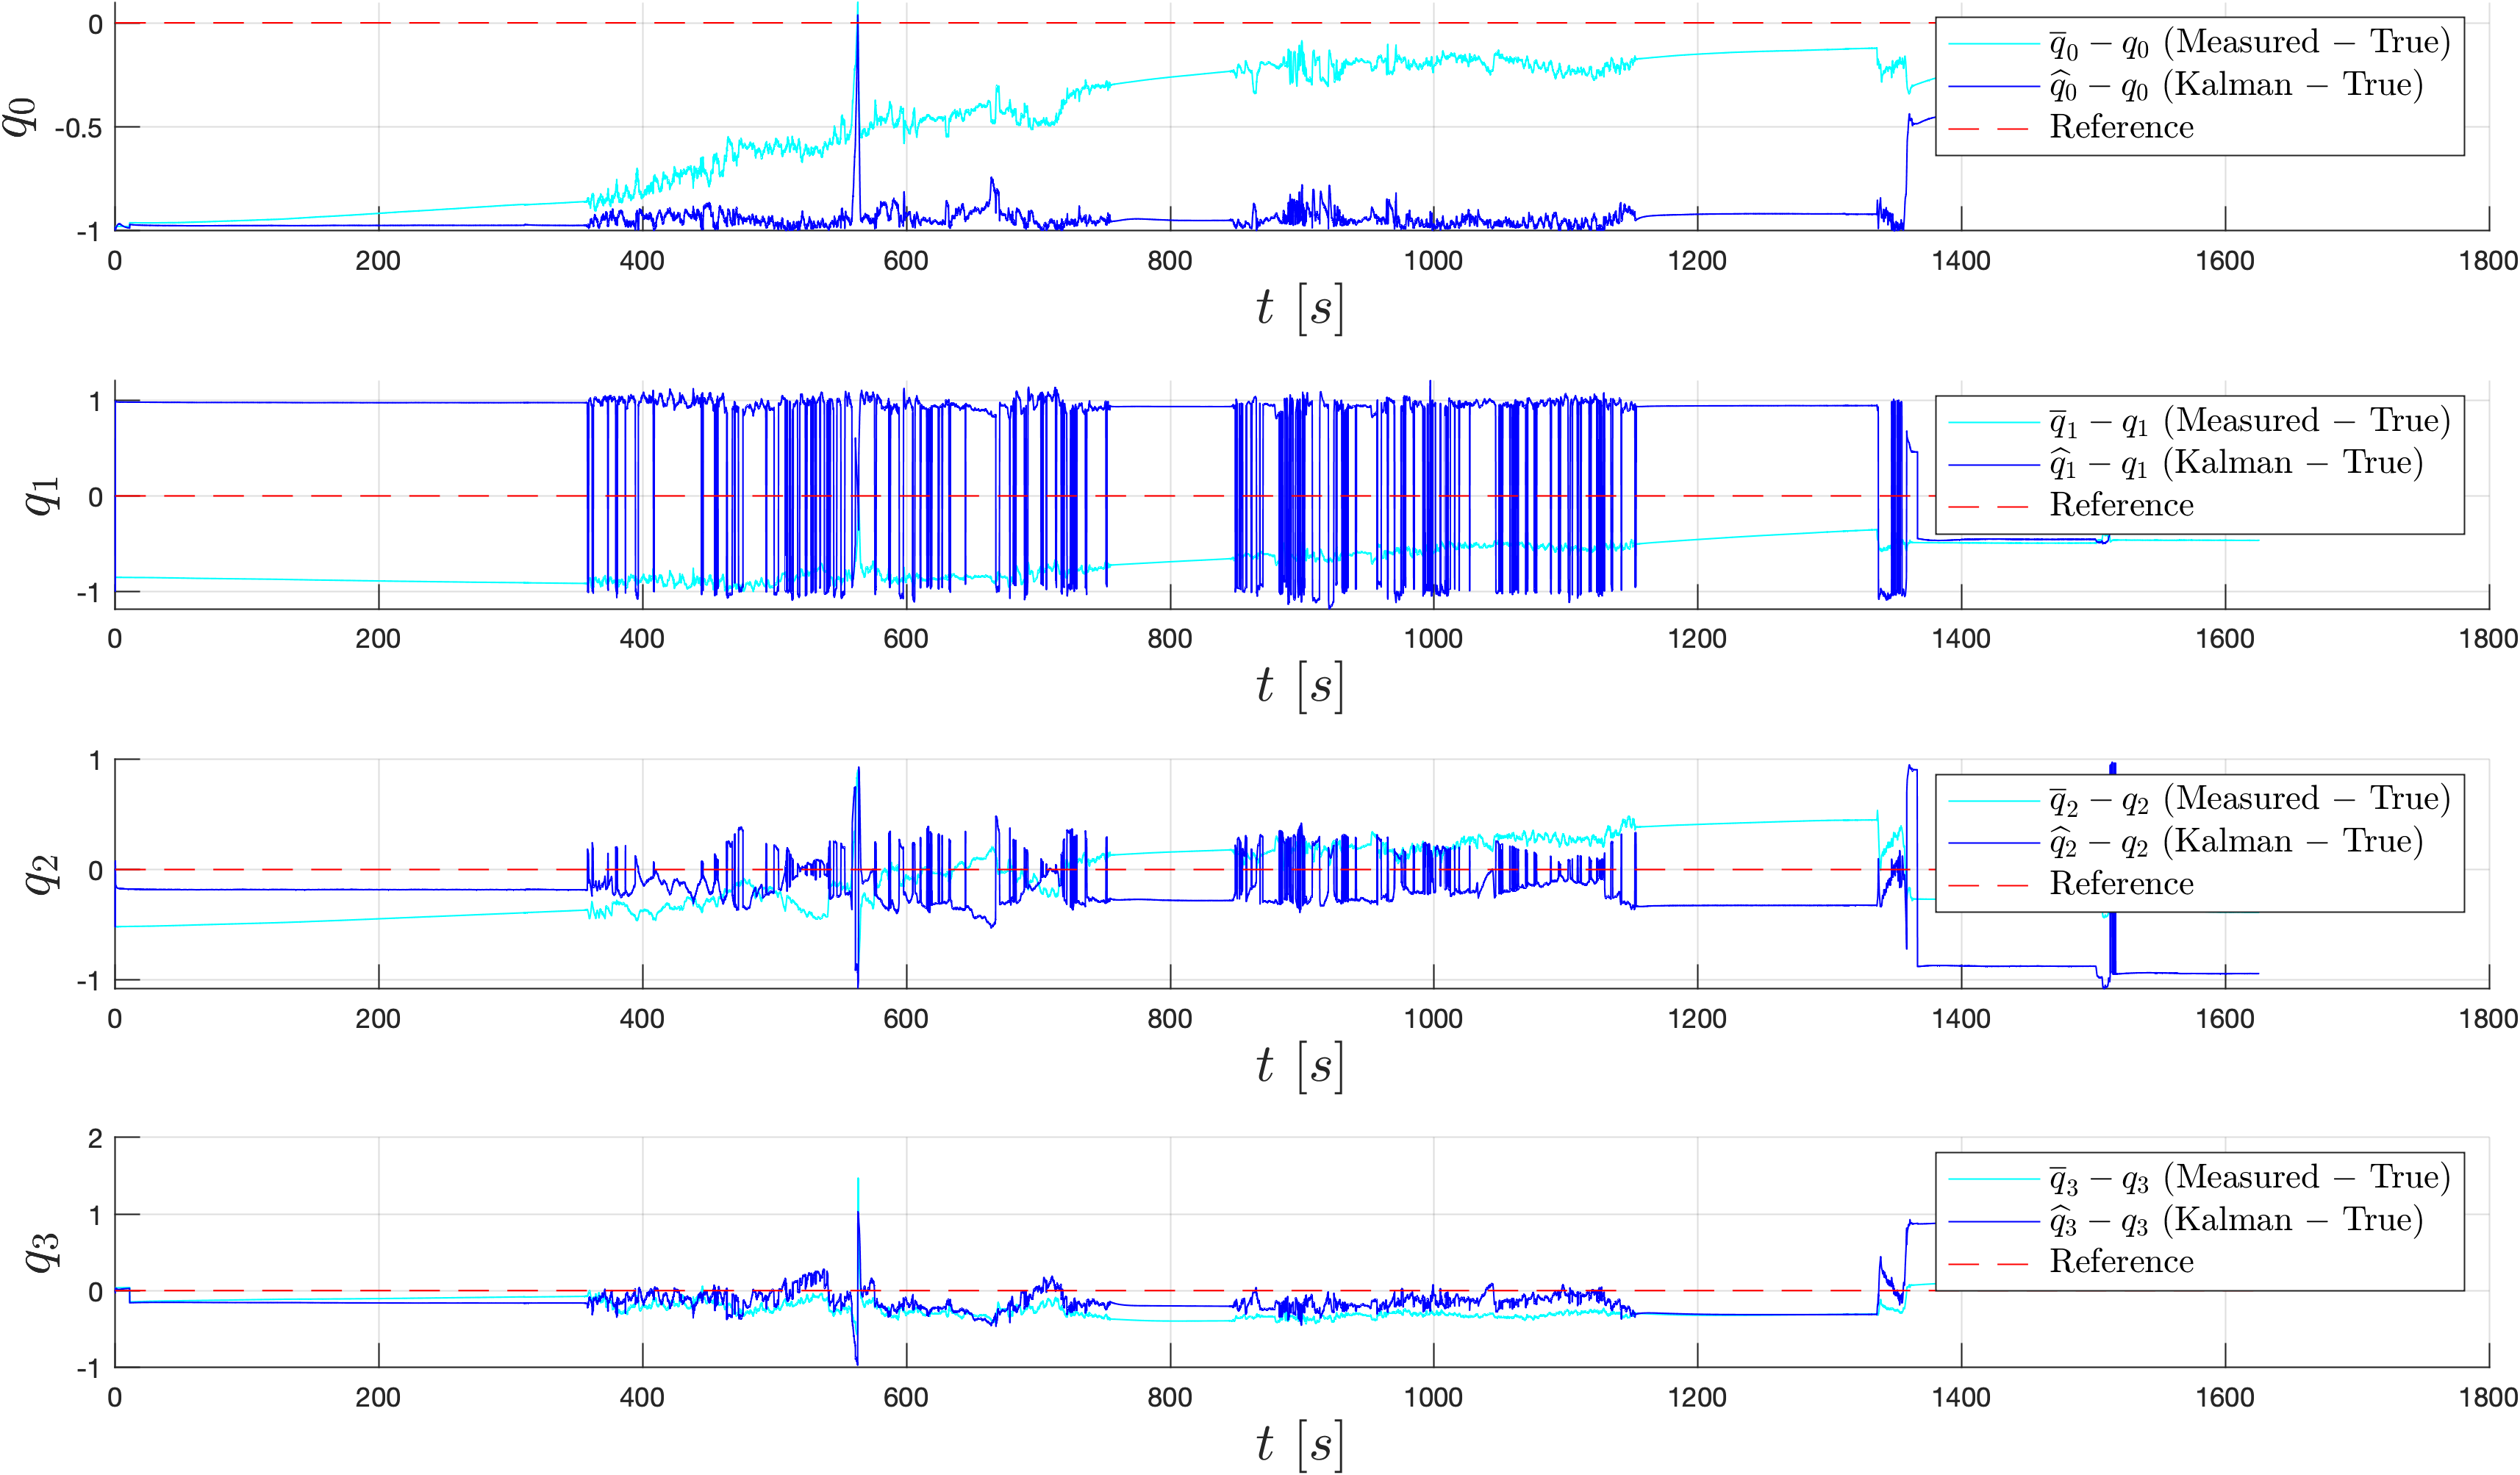 q0
0
-0.5
-1
q̅0 − q0 (Measured − True)
q̂0 − q0 (Kalman − True)
Reference
0 200 400 600 800 1000 1200 1400 1600 1800
t [s]
q1
1
0
-1
q̅1 − q1 (Measured − True)
q̂1 − q1 (Kalman − True)
Reference
0 200 400 600 800 1000 1200 1400 1600 1800
t [s]
q2
1
0
-1
q̅2 − q2 (Measured − True)
q̂2 − q2 (Kalman − True)
Reference
0 200 400 600 800 1000 1200 1400 1600 1800
t [s]
q3
2
1
0
-1
q̅3 − q3 (Measured − True)
q̂3 − q3 (Kalman − True)
Reference
0 200 400 600 800 1000 1200 1400 1600 1800
t [s]